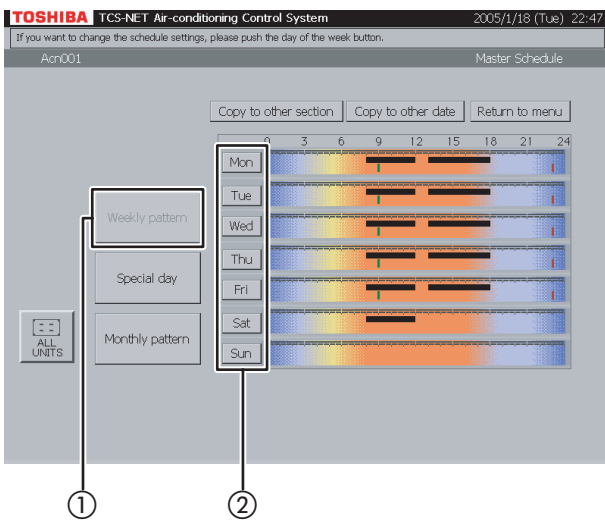 TOSHIBA TCS-NET Air-conditioning Control System 2005/1/18 (Tue) 22:47
If you want to change the schedule settings, please push the day of the week button.
Acn001 Master Schedule
Copy to other section Copy to other date Return to menu
0 3 6 9 12 15 18 21 24
Mon
Tue
Weekly pattern
Wed
Thu
Special day
Fri
Sat
ALL UNITS
Monthly pattern
Sun
① ②